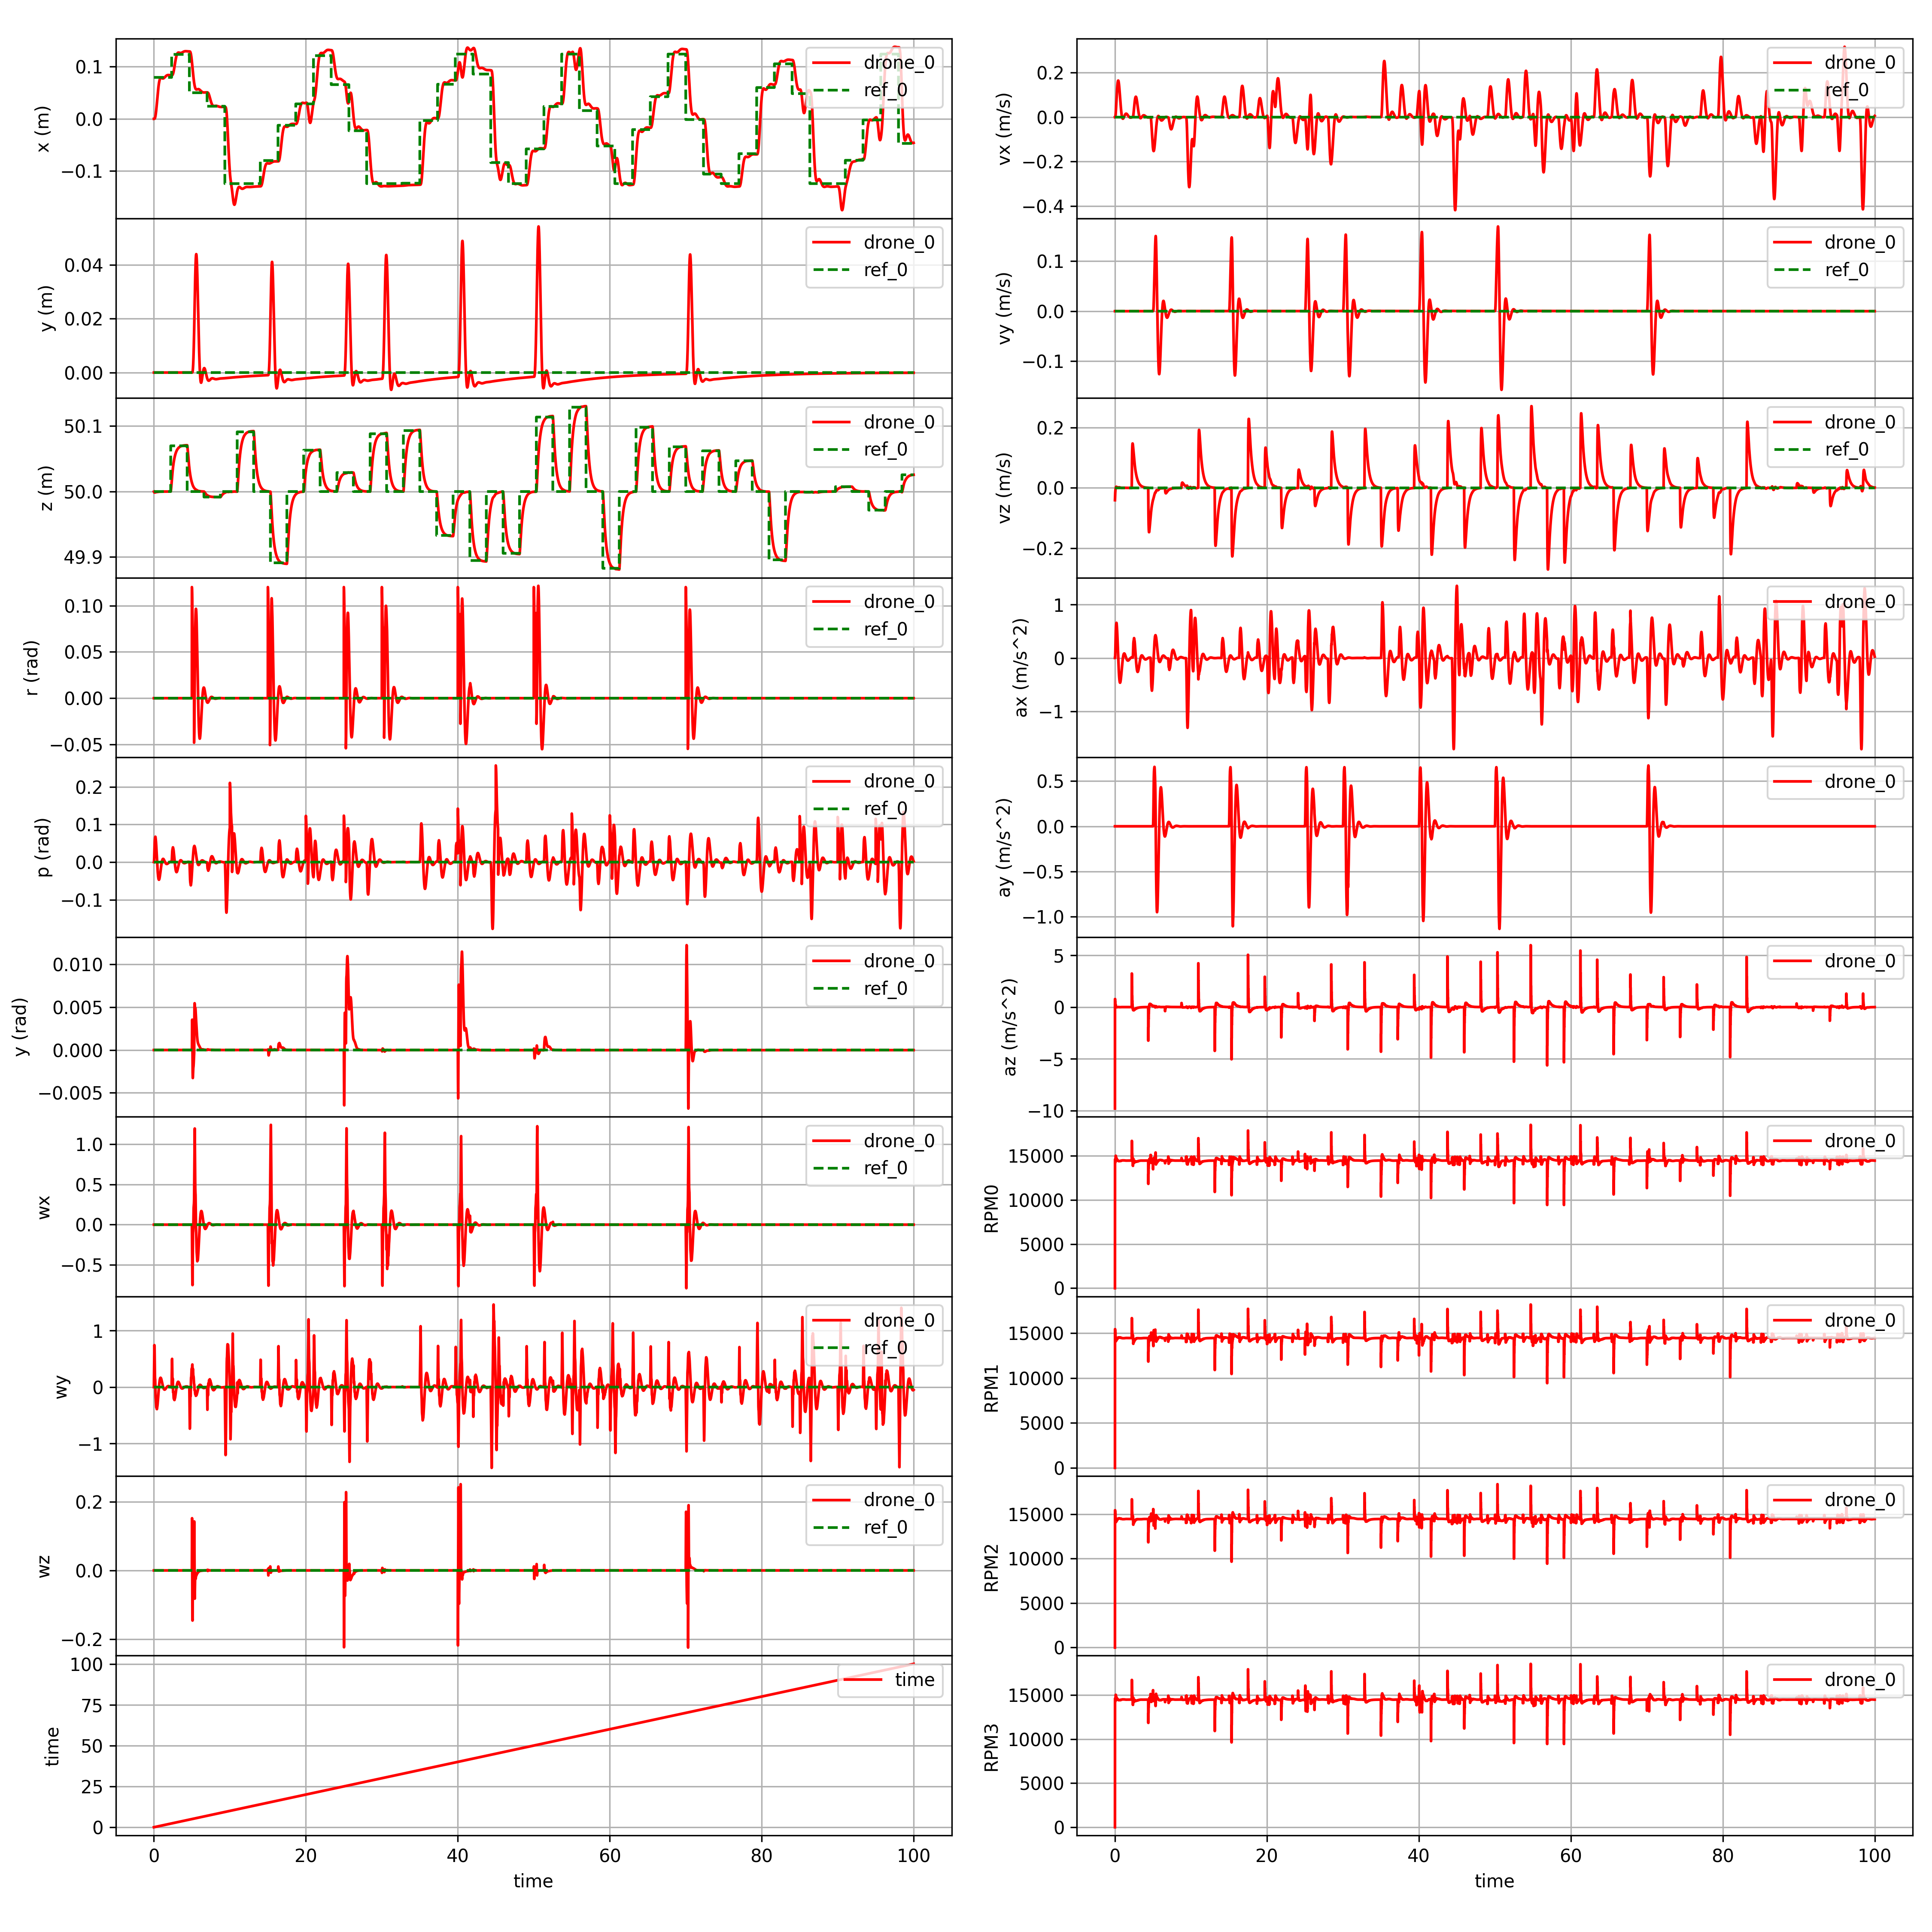 0.1
0.0
−0.1
x (m)
drone_0
ref_0
0.04
0.02
0.00
y (m)
drone_0
ref_0
50.1
50.0
49.9
z (m)
drone_0
ref_0
0.10
0.05
0.00
−0.05
r (rad)
drone_0
ref_0
0.2
0.1
0.0
−0.1
p (rad)
drone_0
ref_0
0.010
0.005
0.000
−0.005
y (rad)
drone_0
ref_0
1.0
0.5
0.0
−0.5
wx
drone_0
ref_0
1
0
−1
wy
drone_0
ref_0
0.2
0.0
−0.2
wz
drone_0
ref_0
100
75
50
25
0
time
time
0 20 40 60 80 100
time
0.2
0.0
−0.2
−0.4
vx (m/s)
drone_0
ref_0
0.1
0.0
−0.1
vy (m/s)
drone_0
ref_0
0.2
0.0
−0.2
vz (m/s)
drone_0
ref_0
1
0
−1
ax (m/s^2)
drone_0
0.5
0.0
−0.5
−1.0
ay (m/s^2)
drone_0
5
0
−5
−10
az (m/s^2)
drone_0
15000
10000
5000
0
RPM0
drone_0
15000
10000
5000
0
RPM1
drone_0
15000
10000
5000
0
RPM2
drone_0
15000
10000
5000
0
RPM3
drone_0
0 20 40 60 80 100
time